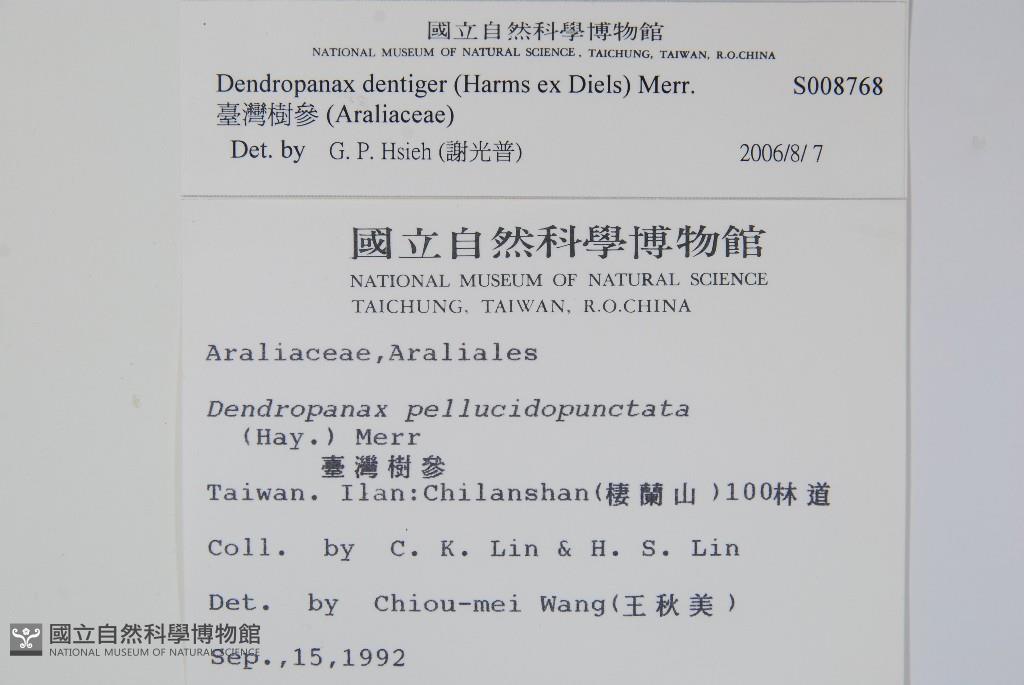 國立自然科學博物館
NATIONAL MUSEUM OF NATURAL SCIENCE, TAICHUNG, TAIWAN, R.O.CHINA
Dendropanax dentiger (Harms ex Diels) Merr. S008768
臺灣樹參 (Araliaceae)
Det. by G. P. Hsieh (謝光普) 2006/8/7
國立自然科學博物館
NATIONAL MUSEUM OF NATURAL SCIENCE
TAICHUNG, TAIWAN, R.O.CHINA
Araliaceae,Araliales
Dendropanax pellucidopunctata
(Hay.) Merr
臺灣樹參
Taiwan. Ilan:Chilanshan(棲蘭山)100林道
Coll. by C. K. Lin & H. S. Lin
Det. by Chiou-mei Wang(王秋美)
Sep.,15,1992
國立自然科學博物館
NATIONAL MUSEUM OF NATURAL SCIENCE